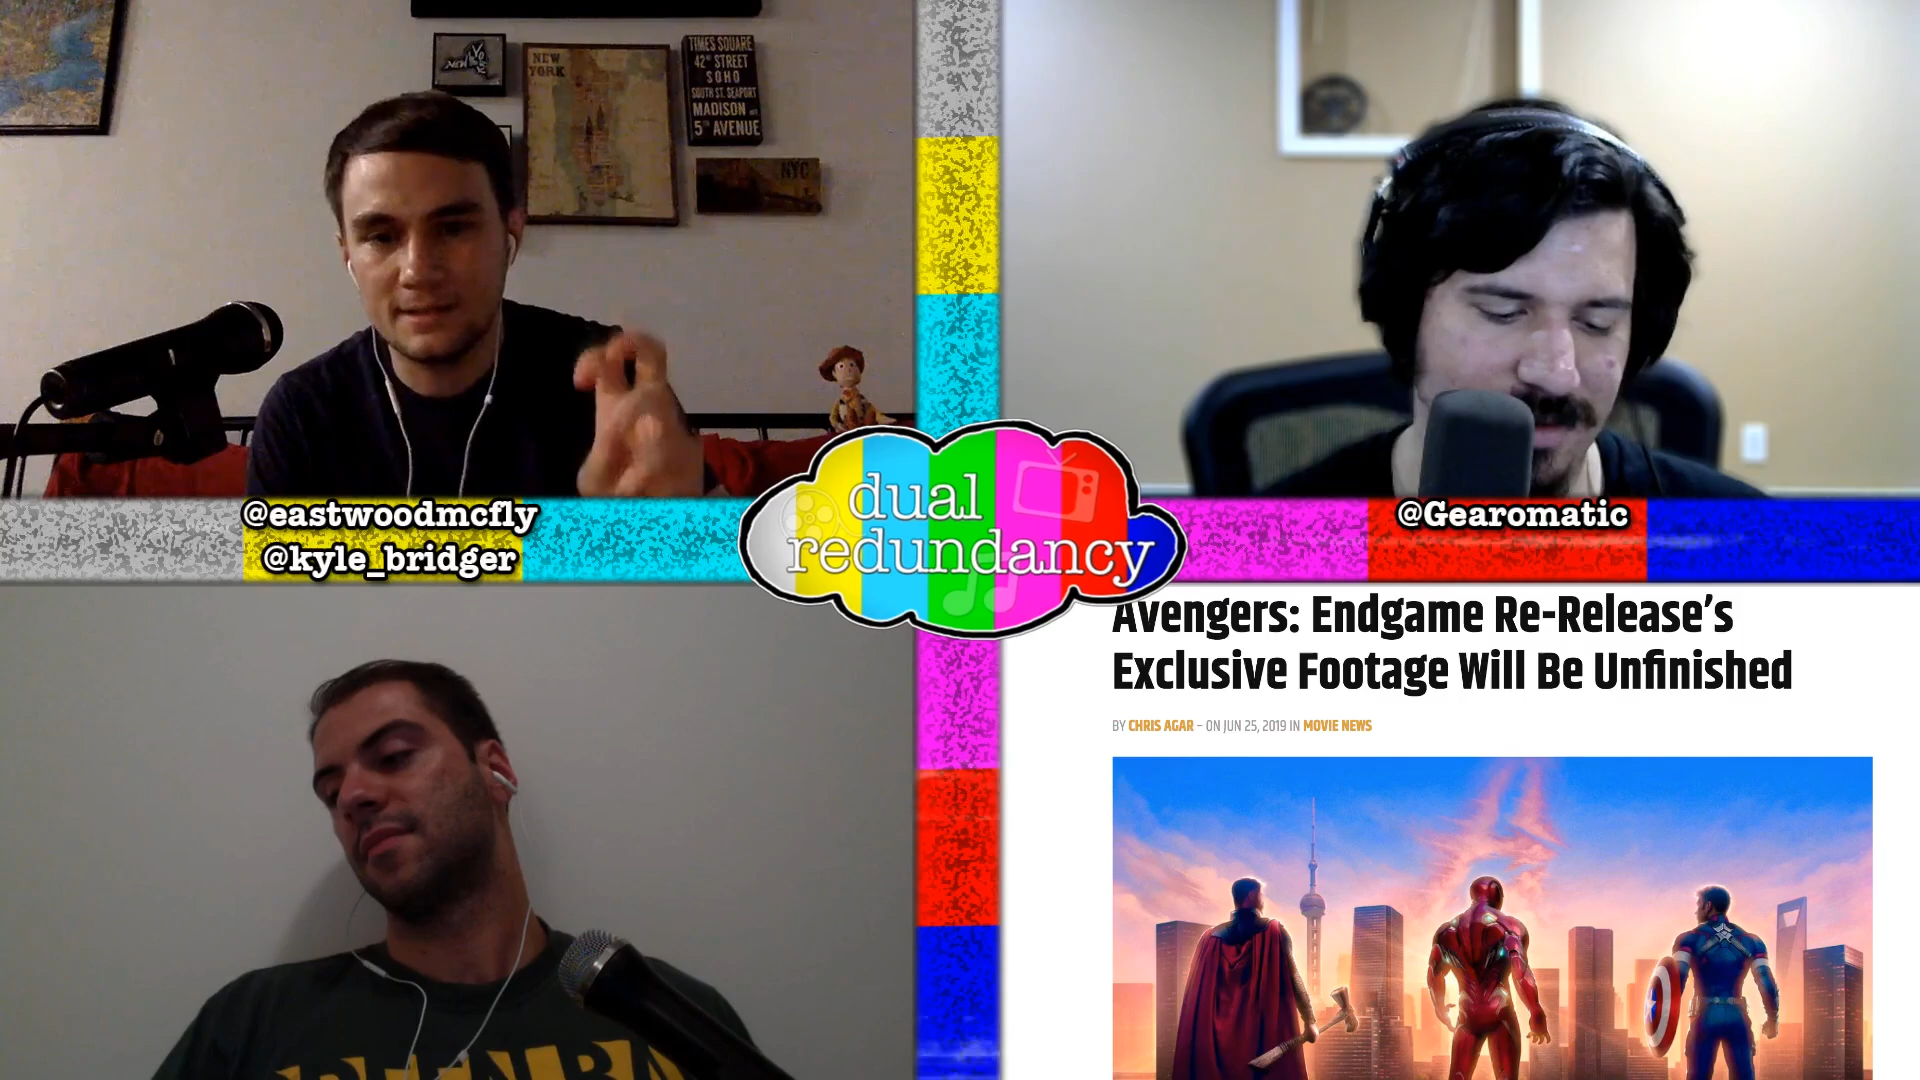 NEW YORK
NEW
YORK
TIMES SQUARE
42ND STREET
SOHO
SOUTH ST. SEAPORT
MADISON
5TH AVENUE
NYC
@eastwoodmcfly
@kyle_bridger
dual
redundancy
@Gearomatic
Avengers: Endgame Re-Release’s
Exclusive Footage Will Be Unfinished
BY CHRIS AGAR – ON JUN 25, 2019 IN MOVIE NEWS